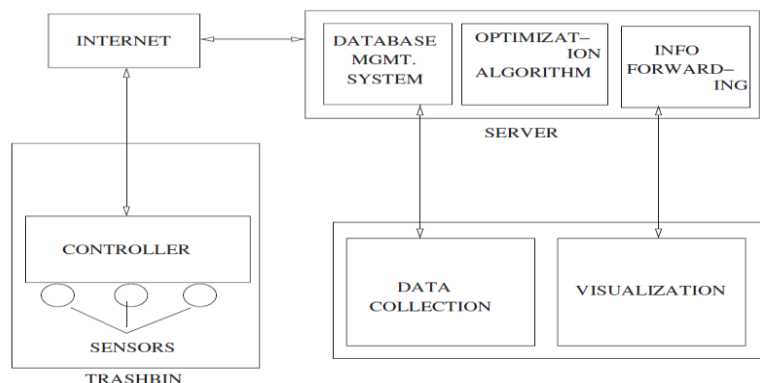 INTERNET
DATABASE
MGMT.
SYSTEM
OPTIMIZAT–
ION
ALGORITHM
INFO
FORWARD–
ING
SERVER
CONTROLLER
SENSORS
TRASHBIN
DATA
COLLECTION
VISUALIZATION